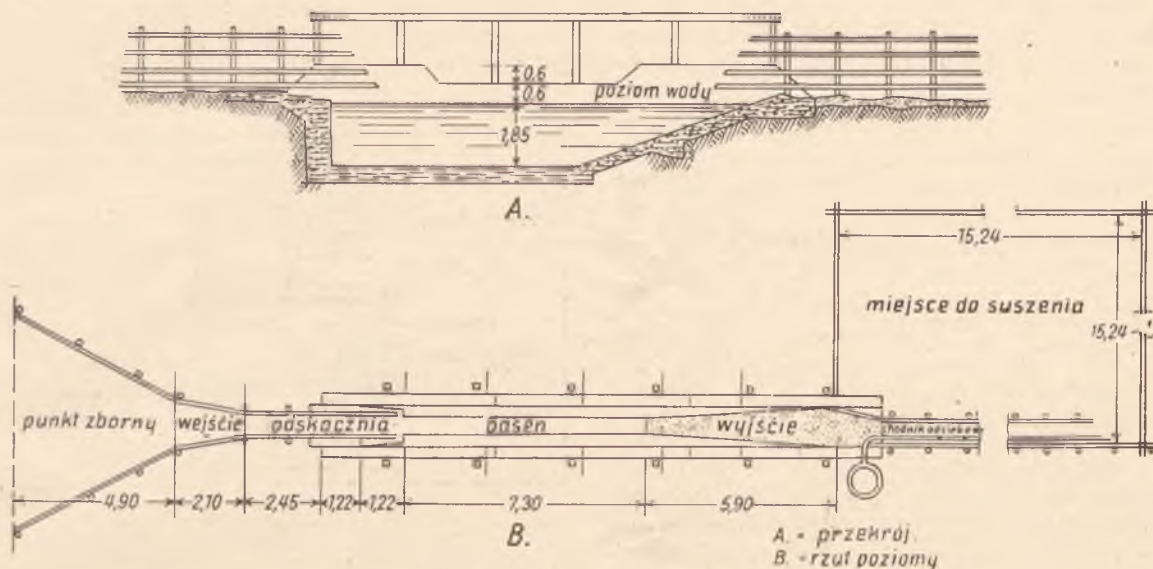 0.6
0.6
poziom wody
1,85
A.
15,24
miejsce do suszenia
15,24
punkt zborny wejście odskocznia basen wyjście chodnik ociekowy
4,90 2,10 2,45 1,22 1,22 7,30 5,90
B.
A. - przekrój.
B. - rzut poziomy